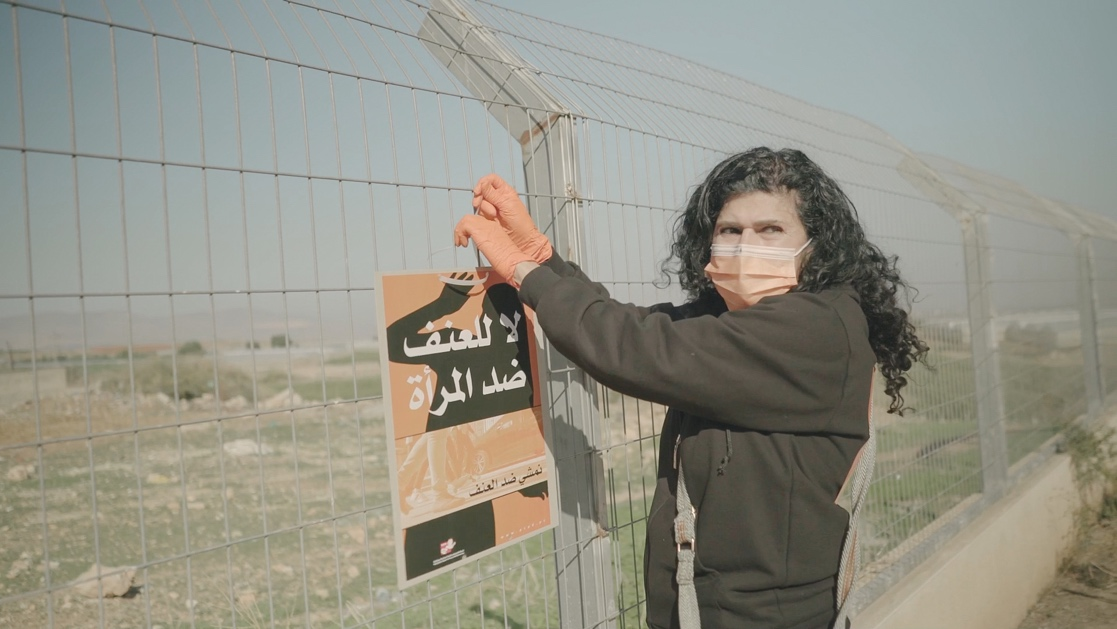 لا للعنف
ضد المرأة
نمشي ضد العنف